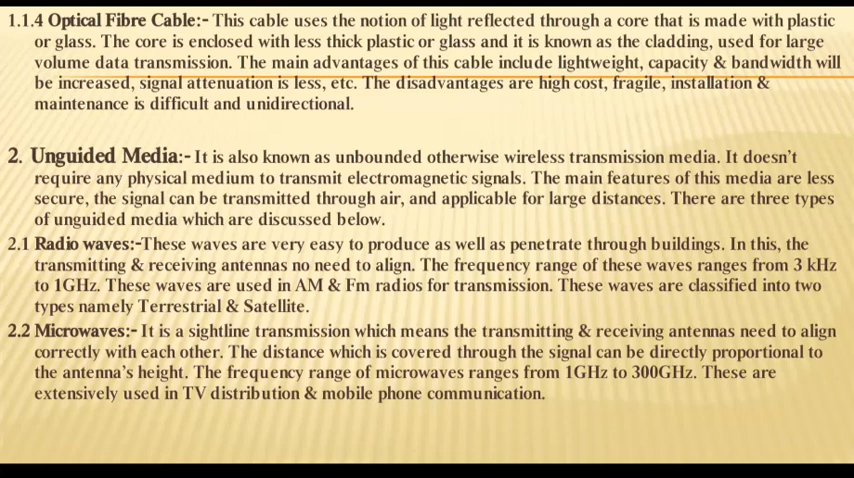 1.1.4 Optical Fibre Cable:- This cable uses the notion of light reflected through a core that is made with plastic
or glass. The core is enclosed with less thick plastic or glass and it is known as the cladding, used for large
volume data transmission. The main advantages of this cable include lightweight, capacity & bandwidth will
be increased, signal attenuation is less, etc. The disadvantages are high cost, fragile, installation &
maintenance is difficult and unidirectional.
2. Unguided Media:- It is also known as unbounded otherwise wireless transmission media. It doesn't
require any physical medium to transmit electromagnetic signals. The main features of this media are less
secure, the signal can be transmitted through air, and applicable for large distances. There are three types
of unguided media which are discussed below.
2.1 Radio waves:-These waves are very easy to produce as well as penetrate through buildings. In this, the
transmitting & receiving antennas no need to align. The frequency range of these waves ranges from 3 kHz
to 1GHz. These waves are used in AM & Fm radios for transmission. These waves are classified into two
types namely Terrestrial & Satellite.
2.2 Microwaves:- It is a sightline transmission which means the transmitting & receiving antennas need to align
correctly with each other. The distance which is covered through the signal can be directly proportional to
the antenna's height. The frequency range of microwaves ranges from 1GHz to 300GHz. These are
extensively used in TV distribution & mobile phone communication.